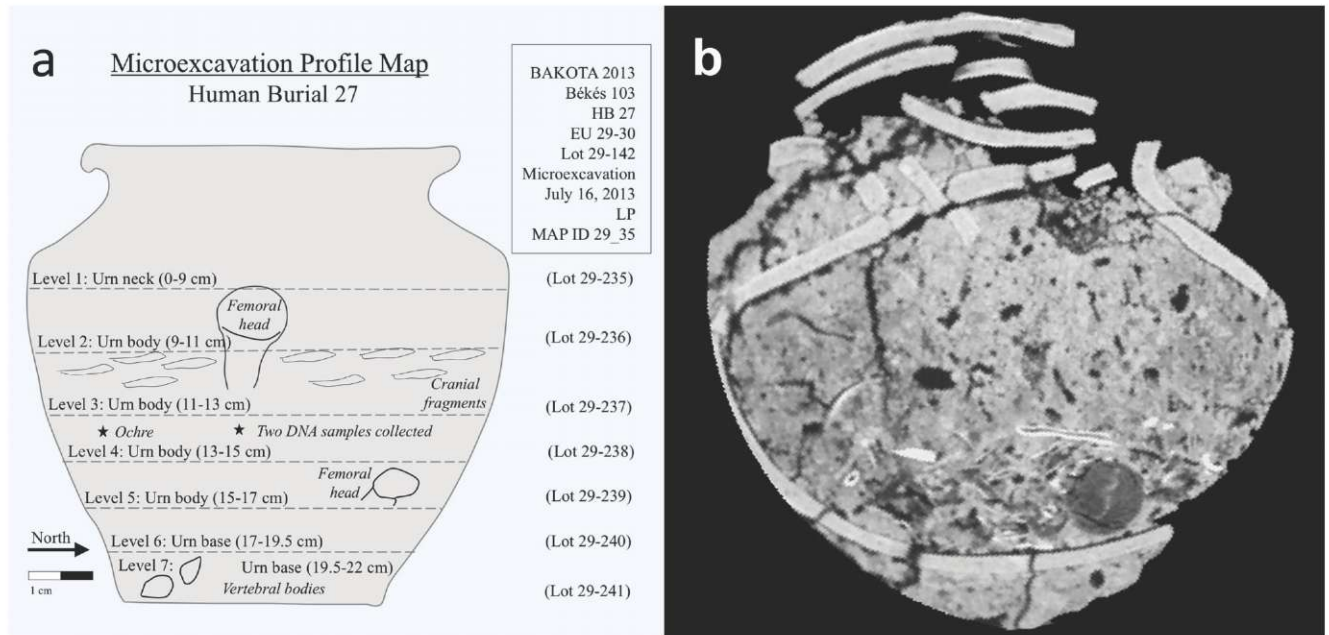 a
Microexcavation Profile Map
Human Burial 27
BAKOTA 2013
Békés 103
HB 27
EU 29-30
Lot 29-142
Microexcavation
July 16, 2013
LP
MAP ID 29_35
Level 1: Urn neck (0-9 cm)
(Lot 29-235)
Femoral
head
Level 2: Urn body (9-11 cm)
(Lot 29-236)
Cranial
fragments
Level 3: Urn body (11-13 cm)
(Lot 29-237)
★ Ochre
★ Two DNA samples collected
Level 4: Urn body (13-15 cm)
(Lot 29-238)
Femoral
head
Level 5: Urn body (15-17 cm)
(Lot 29-239)
North
Level 6: Urn base (17-19.5 cm)
(Lot 29-240)
Level 7: Urn base (19.5-22 cm)
Vertebral bodies
(Lot 29-241)
1 cm
b